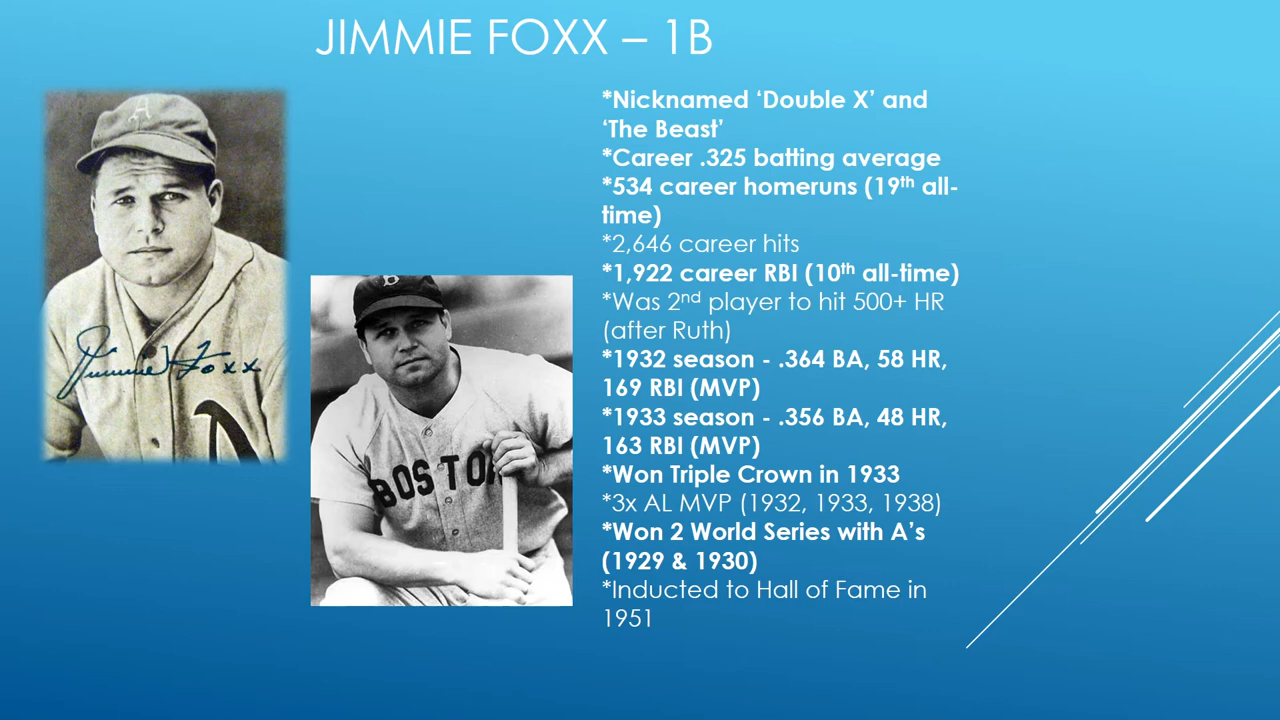 JIMMIE FOXX – 1B
*Nicknamed ‘Double X’ and
‘The Beast’
*Career .325 batting average
*534 career homeruns (19th all-
time)
*2,646 career hits
*1,922 career RBI (10th all-time)
*Was 2nd player to hit 500+ HR
(after Ruth)
*1932 season - .364 BA, 58 HR,
169 RBI (MVP)
*1933 season - .356 BA, 48 HR,
163 RBI (MVP)
*Won Triple Crown in 1933
*3x AL MVP (1932, 1933, 1938)
*Won 2 World Series with A’s
(1929 & 1930)
*Inducted to Hall of Fame in
1951
A
Jimmie Foxx
A
B
BOSTON